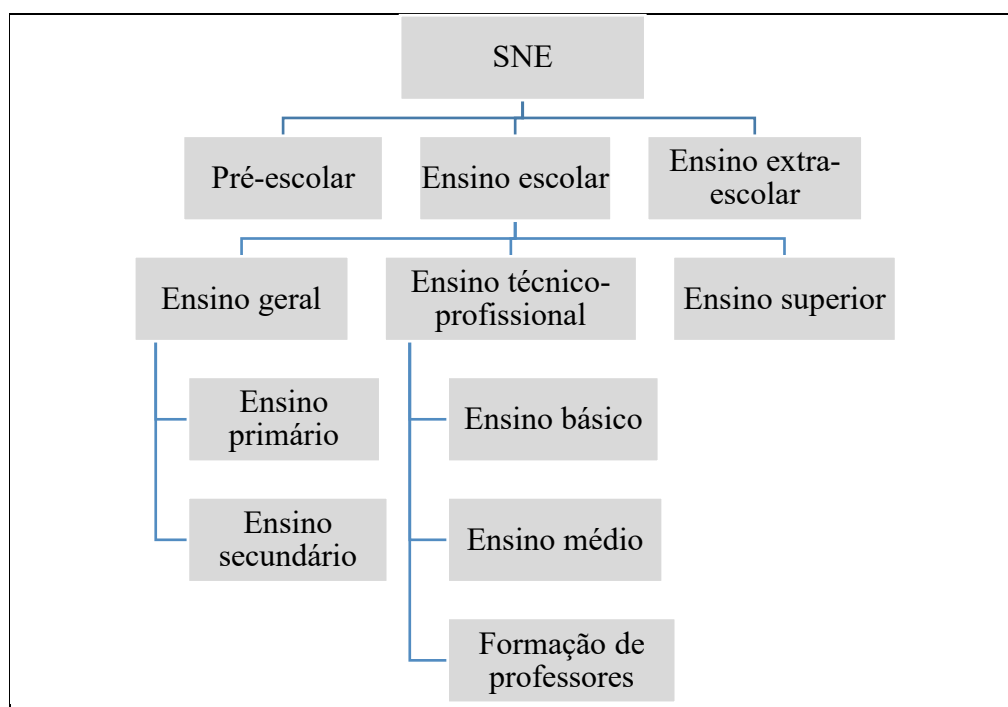 SNE
Pré-escolar
Ensino escolar
Ensino extra-
escolar
Ensino geral
Ensino técnico-
profissional
Ensino superior
Ensino
primário
Ensino básico
Ensino
secundário
Ensino médio
Formação de
professores